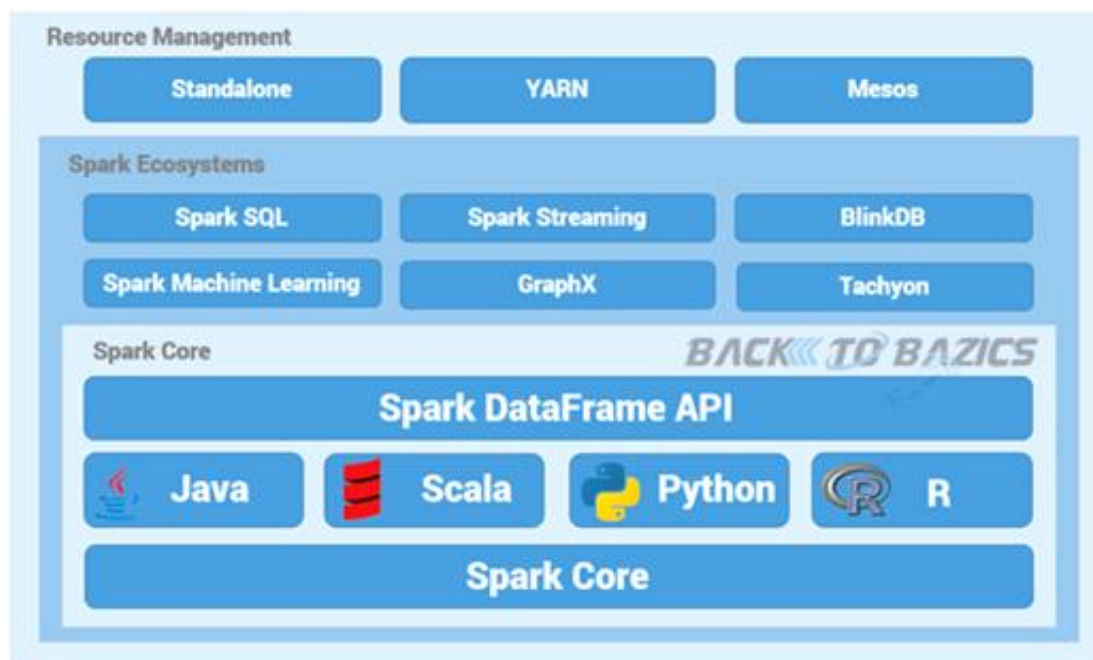 Resource Management
Standalone YARN Mesos
Spark Ecosystems
Spark SQL Spark Streaming BlinkDB
Spark Machine Learning GraphX Tachyon
Spark Core
BACK TO BAZICS
Spark DataFrame API
Java Scala Python R R
Spark Core